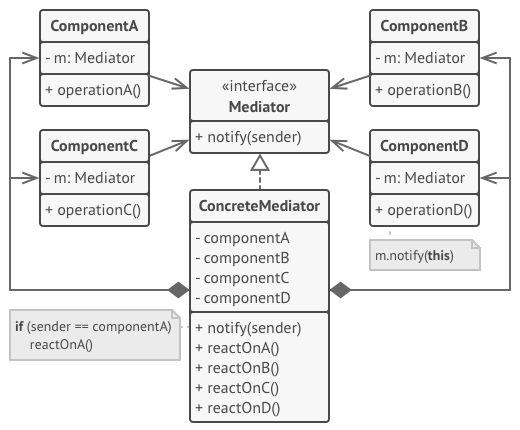 ComponentA
- m: Mediator
+ operationA()
ComponentB
- m: Mediator
+ operationB()
«interface»
Mediator
+ notify(sender)
ComponentC
- m: Mediator
+ operationC()
ComponentD
- m: Mediator
+ operationD()
m.notify(this)
ConcreteMediator
- componentA
- componentB
- componentC
- componentD
+ notify(sender)
+ reactOnA()
+ reactOnB()
+ reactOnC()
+ reactOnD()
if (sender == componentA)
reactOnA()